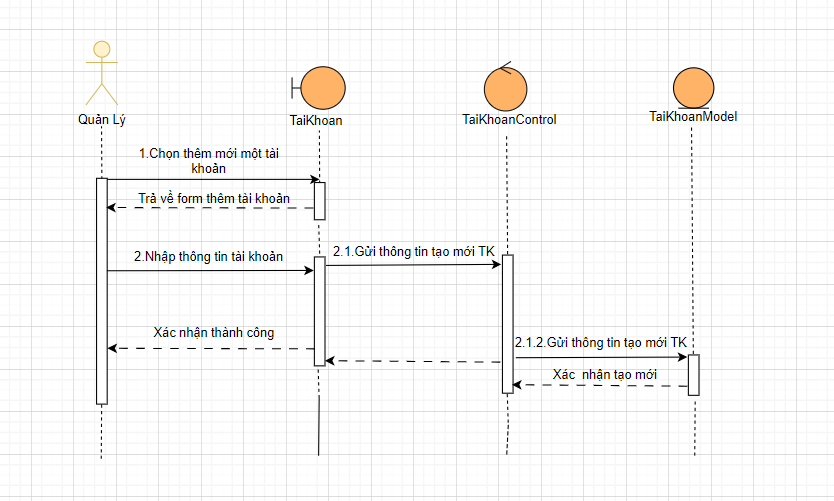 Quản Lý
TaiKhoan
TaiKhoanControl
TaiKhoanModel
1.Chọn thêm mới một tài
khoản
Trả về form thêm tài khoản
2.Nhập thông tin tài khoản
2.1.Gửi thông tin tạo mới TK
Xác nhận thành công
2.1.2.Gửi thông tin tạo mới TK
Xác nhận tạo mới